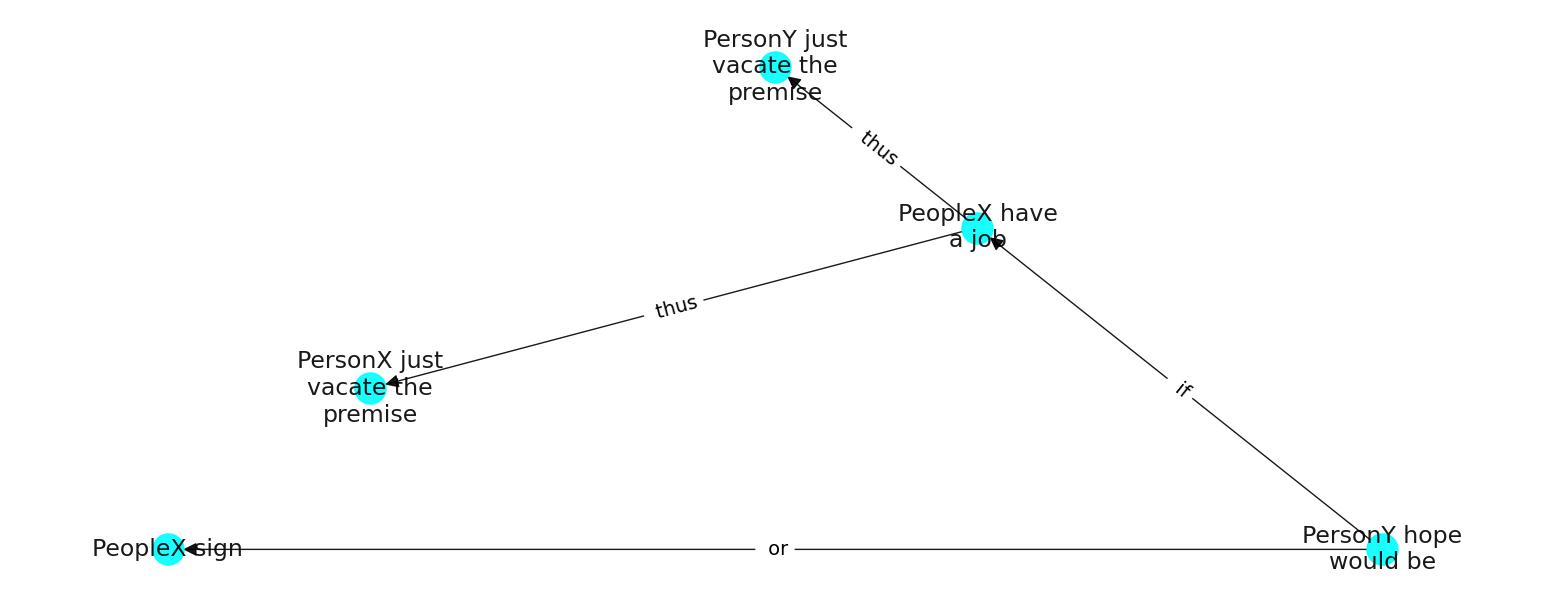 PersonY just
vacate the
premise
thus
PeopleX have
a job
thus
PersonX just
vacate the
premise
if
PeopleX sign
or
PersonY hope
would be